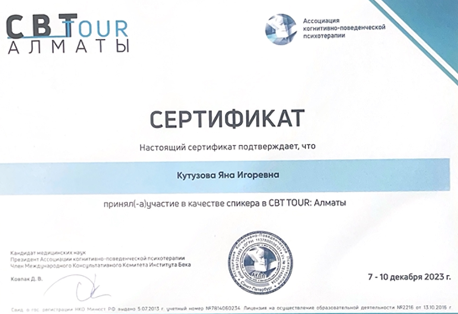 CBT TOUR
АЛМАТЫ
Ассоциация
когнитивно-поведенческой
психотерапии
СЕРТИФИКАТ
Настоящий сертификат подтверждает, что
Кутузова Яна Игоревна
принял(-а)участие в качестве спикера в CBT TOUR: Алматы
Кандидат медицинских наук
Президент Ассоциации когнитивно-поведенческой психотерапии
Член Международного Консультативного Комитета Института Бека
Ковпак Д. В.
7 - 10 декабря 2023 г.
Свид. о гос. регистрации НКО Минюст РФ выдано 5.07.2013 г. учетный номер №7814060234 Лицензия на осуществление образовательной деятельности №2216 от 13.10.2016 г.